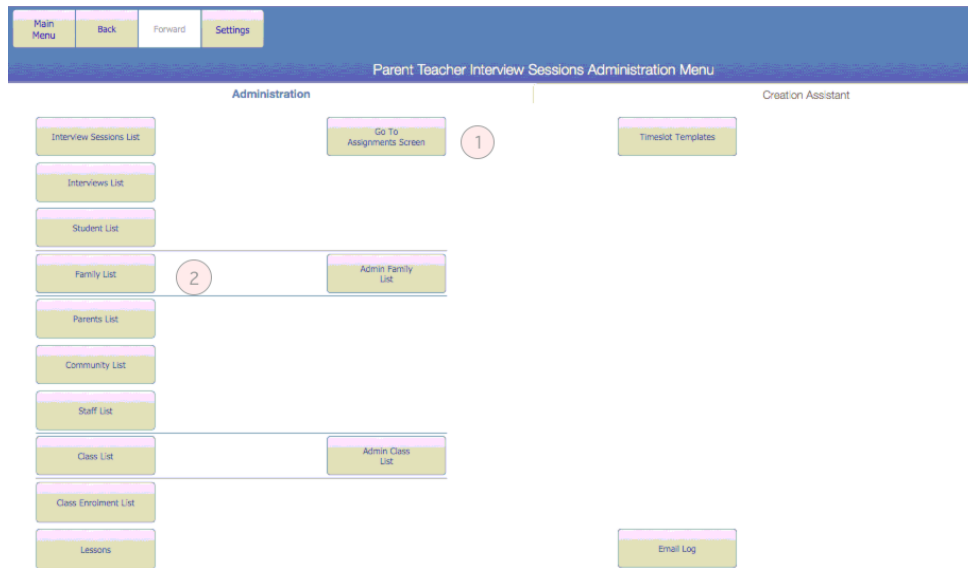 Main
Menu
Back
Forward
Settings
Parent Teacher Interview Sessions Administration Menu
Administration
Creation Assistant
Interview Sessions List
Go To
Assignments Screen
1
Timeslot Templates
Interviews List
Student List
Family List
2
Admin Family
List
Parents List
Community List
Staff List
Class List
Admin Class
List
Class Enrolment List
Lessons
Email Log